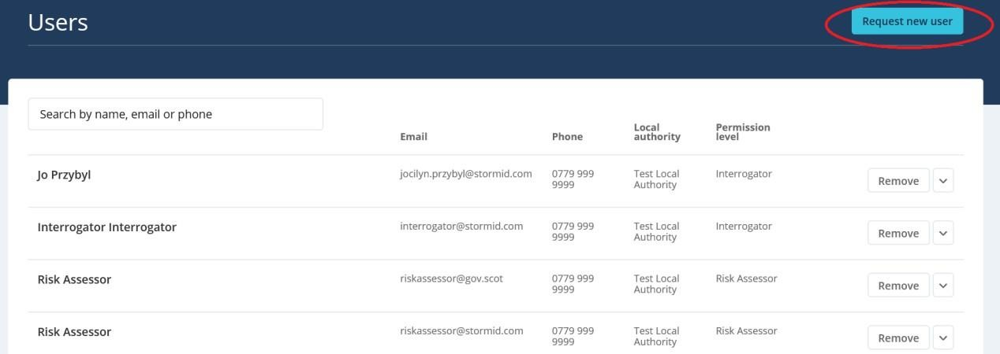 Users
Request new user
Search by name, email or phone
Email
Phone
Local
authority
Permission
level
Jo Przybyl
jocilyn.przybyl@stormid.com
0779 999
9999
Test Local
Authority
Interrogator
Remove
Interrogator Interrogator
interrogator@stormid.com
0779 999
9999
Test Local
Authority
Interrogator
Remove
Risk Assessor
riskassessor@gov.scot
0779 999
9999
Test Local
Authority
Risk Assessor
Remove
Risk Assessor
riskassessor@stormid.com
0779 999
9999
Test Local
Authority
Risk Assessor
Remove